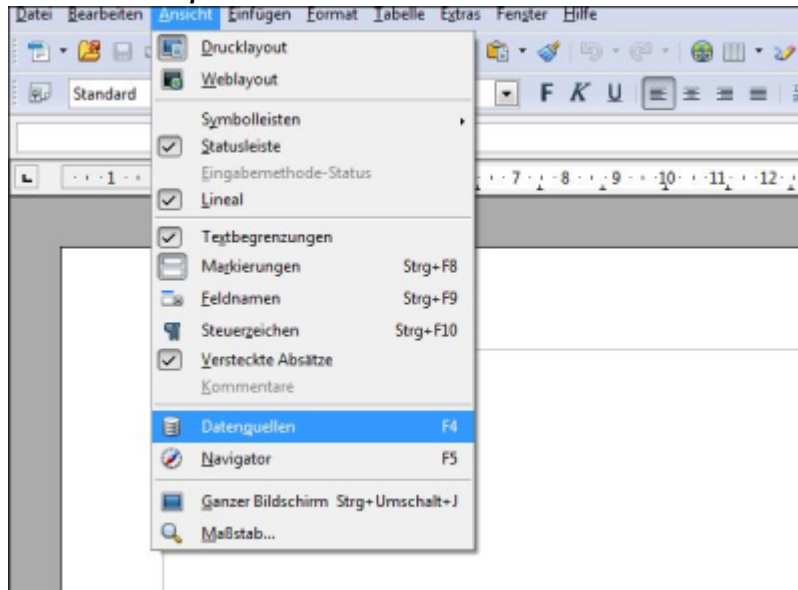 Datei Bearbeiten Ansicht Einfügen Format Tabelle Extras Fenster Hilfe
Drucklayout
Weblayout
Standard
F K U
Symbolleisten
Statusleiste
Eingabemethode-Status
1 7 8 9 10 11 12
Lineal
Textbegrenzungen
Markierungen Strg+F8
Feldnamen Strg+F9
Steuerzeichen Strg+F10
Versteckte Absätze
Kommentare
Datenquellen F4
Navigator F5
Ganzer Bildschirm Strg+Umschalt+J
Maßstab...